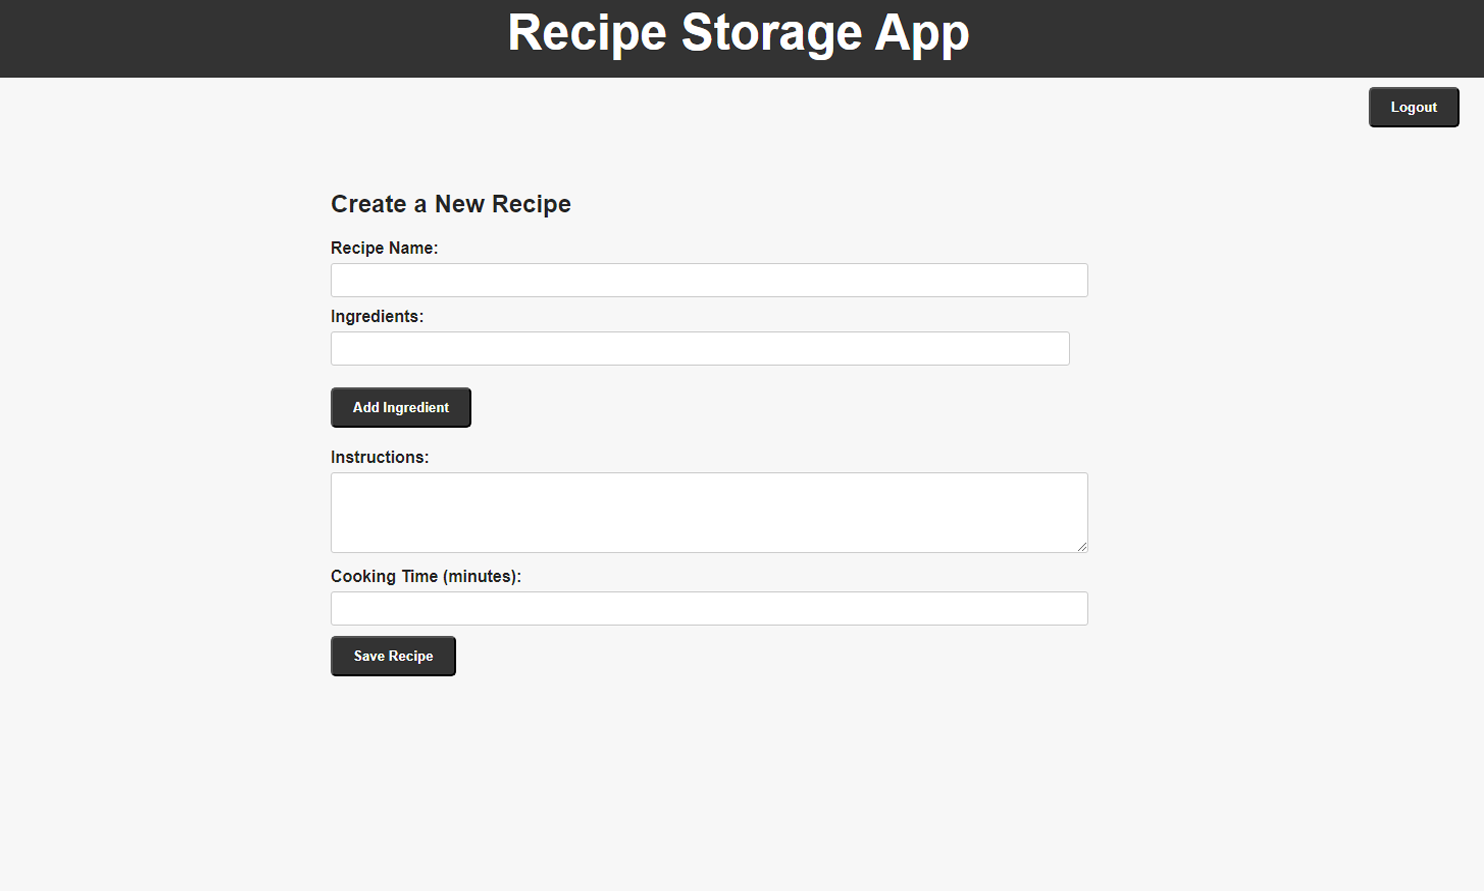 Recipe Storage App
Logout
Create a New Recipe
Recipe Name:
Ingredients:
Add Ingredient
Instructions:
Cooking Time (minutes):
Save Recipe